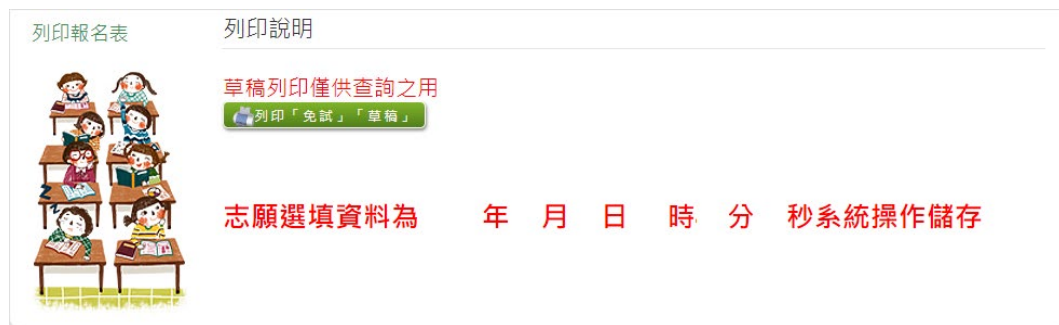 列印報名表
列印說明
草稿列印僅供查詢之用
列印「免試」「草稿」
志願選填資料為 年 月 日 時 分 秒系統操作儲存